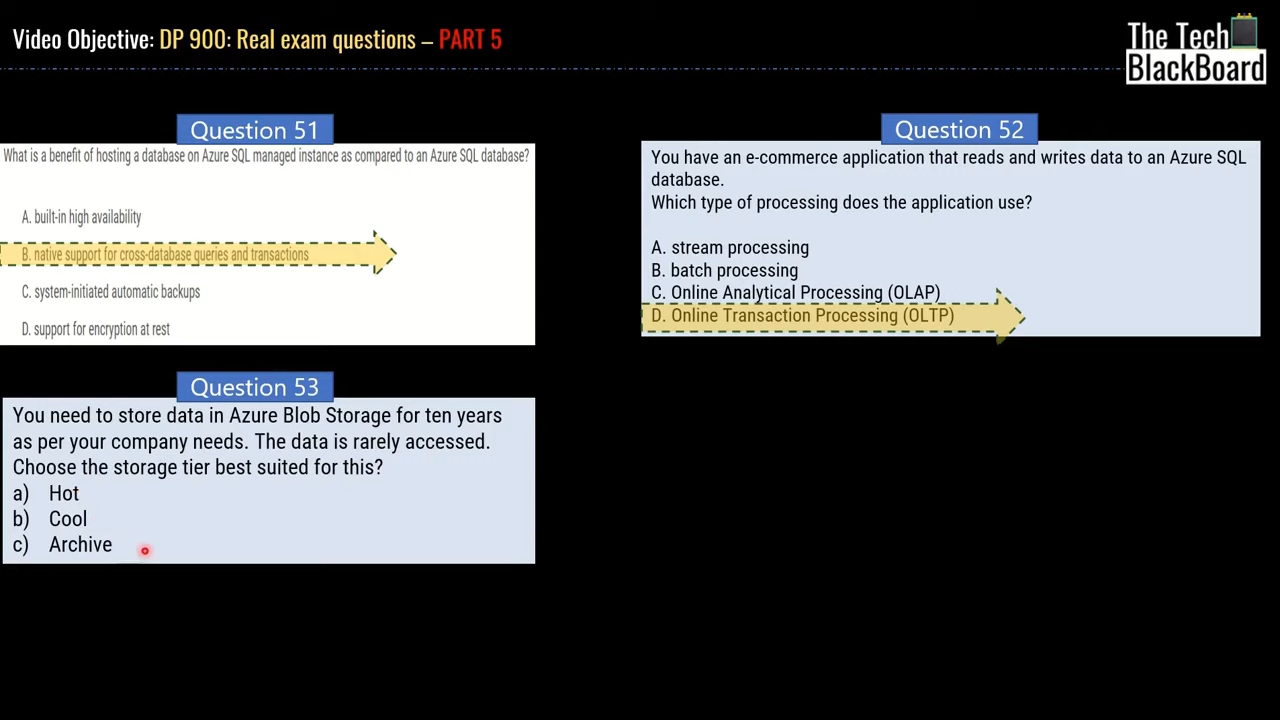 Video Objective: DP 900: Real exam questions – PART 5
The Tech
BlackBoard
Question 51
What is a benefit of hosting a database on Azure SQL managed instance as compared to an Azure SQL database?
A. built-in high availability
B. native support for cross-database queries and transactions
C. system-initiated automatic backups
D. support for encryption at rest
Question 52
You have an e-commerce application that reads and writes data to an Azure SQL
database.
Which type of processing does the application use?
A. stream processing
B. batch processing
C. Online Analytical Processing (OLAP)
D. Online Transaction Processing (OLTP)
Question 53
You need to store data in Azure Blob Storage for ten years
as per your company needs. The data is rarely accessed.
Choose the storage tier best suited for this?
a) Hot
b) Cool
c) Archive